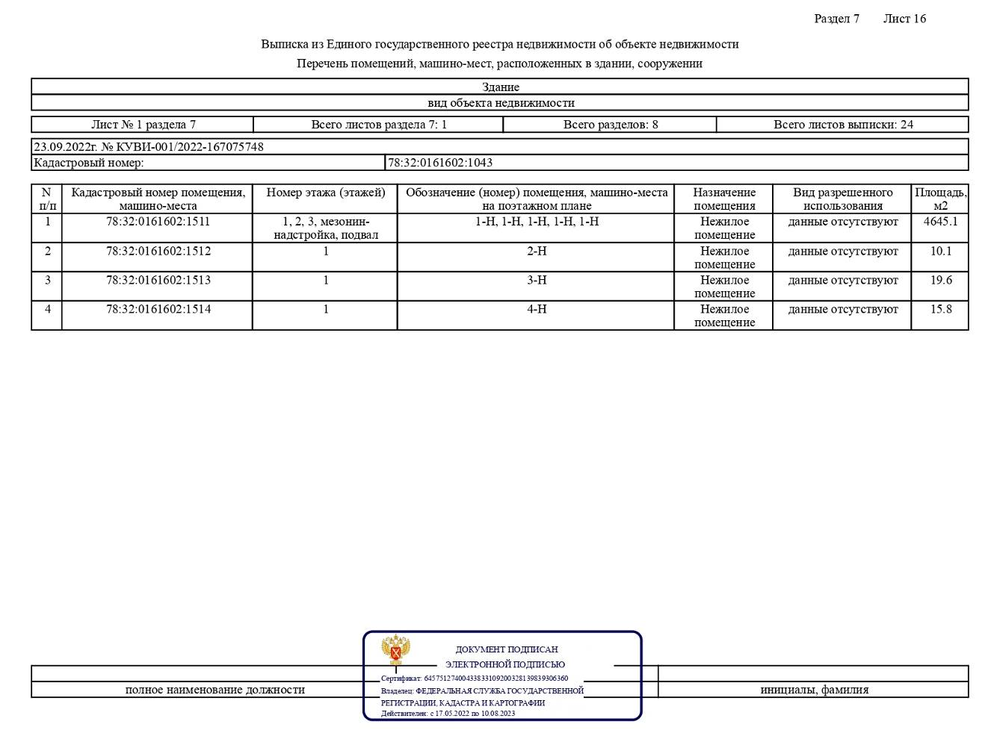 Раздел 7 Лист 16
Выписка из Единого государственного реестра недвижимости об объекте недвижимости
Перечень помещений, машино-мест, расположенных в здании, сооружении
Здание
вид объекта недвижимости
Лист № 1 раздела 7 Всего листов раздела 7: 1 Всего разделов: 8 Всего листов выписки: 24
23.09.2022г. № КУВИ-001/2022-167075748
Кадастровый номер: 78:32:0161602:1043
N Кадастровый номер помещения, Номер этажа (этажей) Обозначение (номер) помещения, машино-места Назначение Вид разрешенного Площадь,
п/п машино-места на поэтажном плане помещения использования м2
1 78:32:0161602:1511 1, 2, 3, мезонин- 1-Н, 1-Н, 1-Н, 1-Н, 1-Н Нежилое данные отсутствуют 4645.1
надстройка, подвал помещение
2 78:32:0161602:1512 1 2-Н Нежилое данные отсутствуют 10.1
помещение
3 78:32:0161602:1513 1 3-Н Нежилое данные отсутствуют 19.6
помещение
4 78:32:0161602:1514 1 4-Н Нежилое данные отсутствуют 15.8
помещение
ДОКУМЕНТ ПОДПИСАН
ЭЛЕКТРОННОЙ ПОДПИСЬЮ
Сертификат: 64575127400433833109200328139839306360
полное наименование должности Владелец: ФЕДЕРАЛЬНАЯ СЛУЖБА ГОСУДАРСТВЕННОЙ инициалы, фамилия
РЕГИСТРАЦИИ, КАДАСТРА И КАРТОГРАФИИ
Действителен: с 17.05.2022 по 10.08.2023